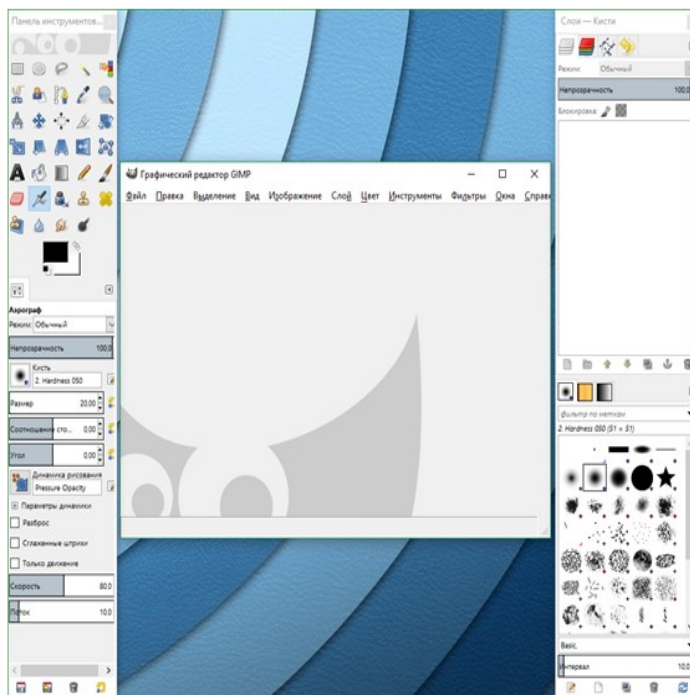 Панель инструментов...
Аэрограф
Режим: Обычный
Непрозрачность 100,0
Кисть
2. Hardness 050
Размер 20,00
Соотношение сто... 0,00
Угол 0,00
Динамика рисования
Pressure Opacity
Параметры динамики
Разброс
Сглаженные штрихи
Только движение
Скорость 80,0
Поток 10,0
Графический редактор GIMP
Файл Правка Выделение Вид Изображение Слой Цвет Инструменты Фильтры Окна Справк
Слои — Кисти
Режим: Обычный
Непрозрачность 100,0
Блокировка:
фильтр по меткам
2. Hardness 050 (51 × 51)
Basic,
Интервал 10,0